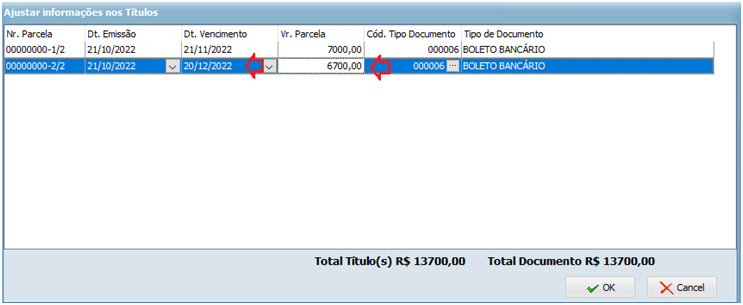 Ajustar informações nos Títulos
Nr. Parcela Dt. Emissão Dt. Vencimento Vr. Parcela Cód. Tipo Documento Tipo de Documento
00000000-1/2 21/10/2022 21/11/2022 7000,00 000006 BOLETO BANCÁRIO
00000000-2/2 21/10/2022 20/12/2022 6700,00 000006 ... BOLETO BANCÁRIO
Total Título(s) R$ 13700,00 Total Documento R$ 13700,00
OK Cancel